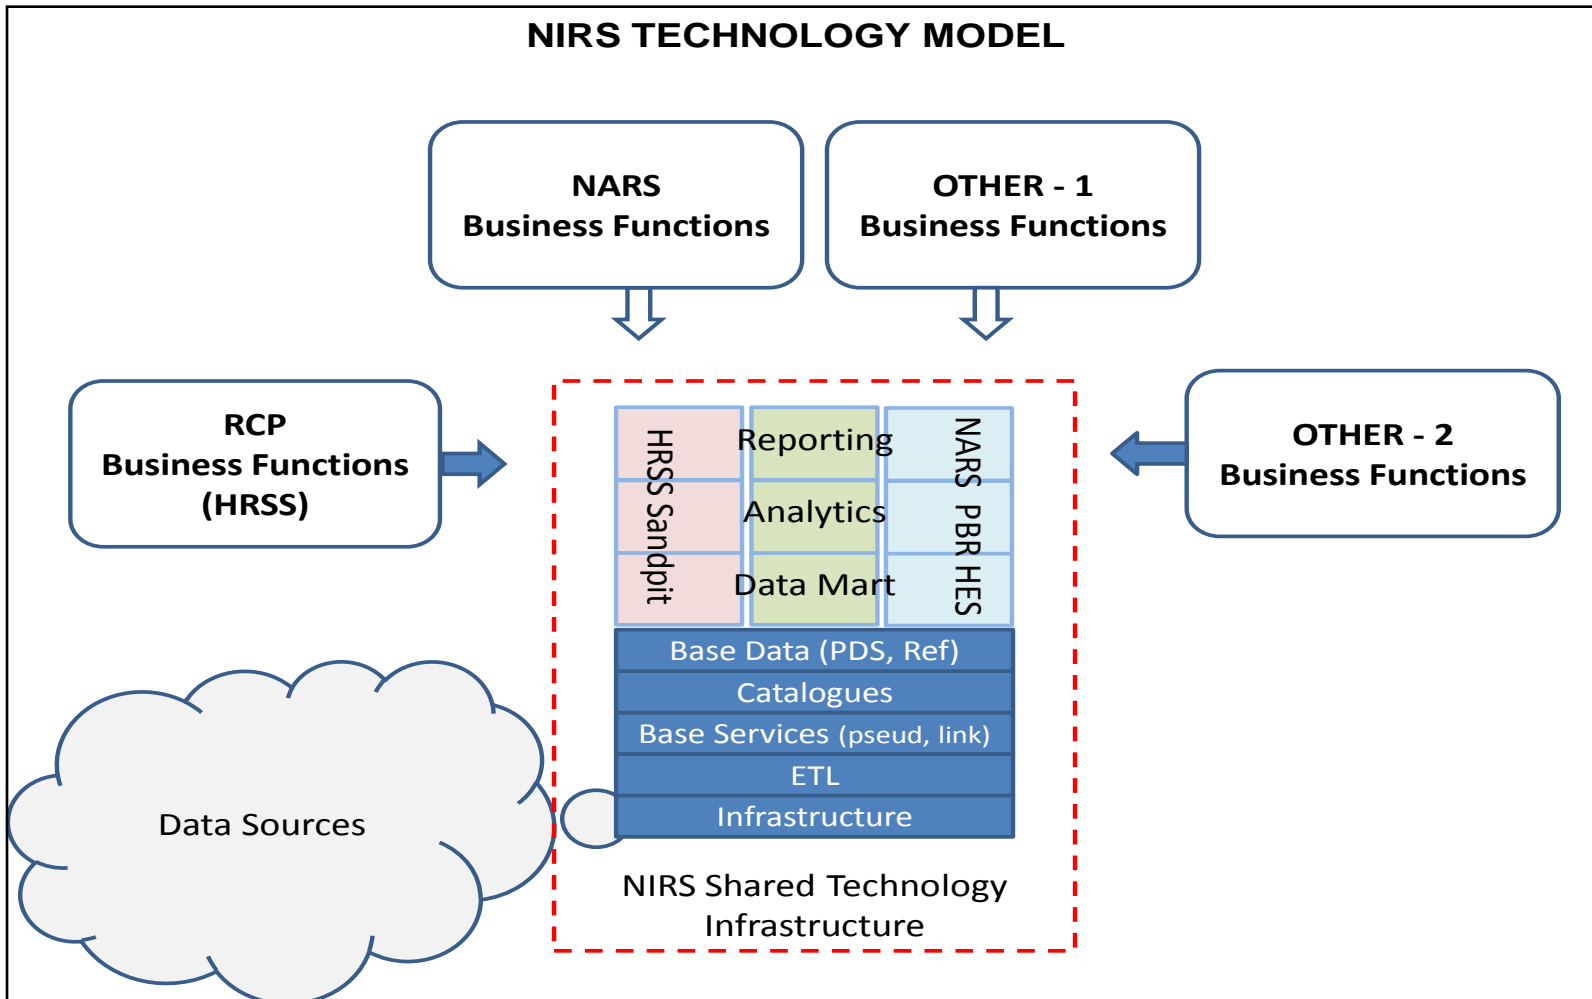 NIRS TECHNOLOGY MODEL
NARS
Business Functions
OTHER - 1
Business Functions
RCP
Business Functions
(HRSS)
OTHER - 2
Business Functions
HRSS Sandpit
Reporting
Analytics
Data Mart
NARS PBR HES
Base Data (PDS, Ref)
Catalogues
Base Services (pseud, link)
ETL
Infrastructure
Data Sources
NIRS Shared Technology
Infrastructure